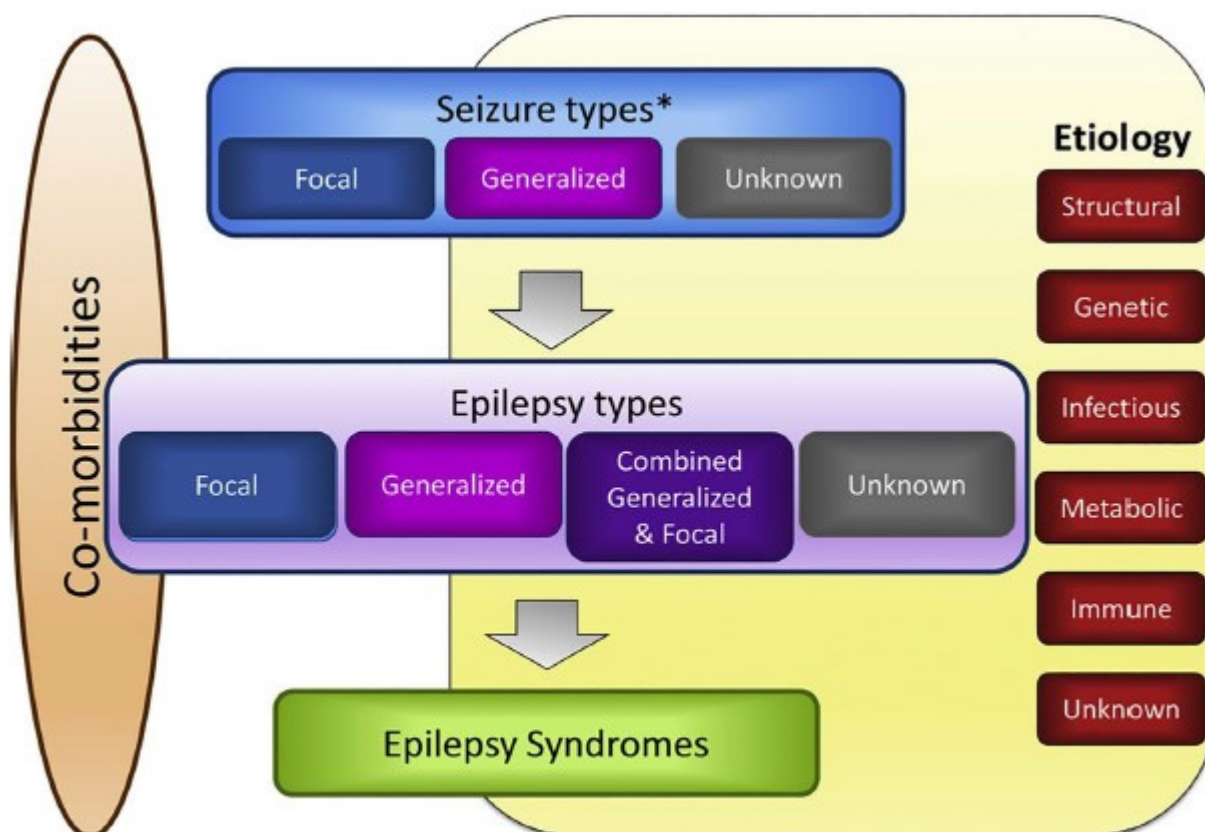 Co-morbidities
Seizure types*
Focal
Generalized
Unknown
Epilepsy types
Focal
Generalized
Combined
Generalized
& Focal
Unknown
Epilepsy Syndromes
Etiology
Structural
Genetic
Infectious
Metabolic
Immune
Unknown